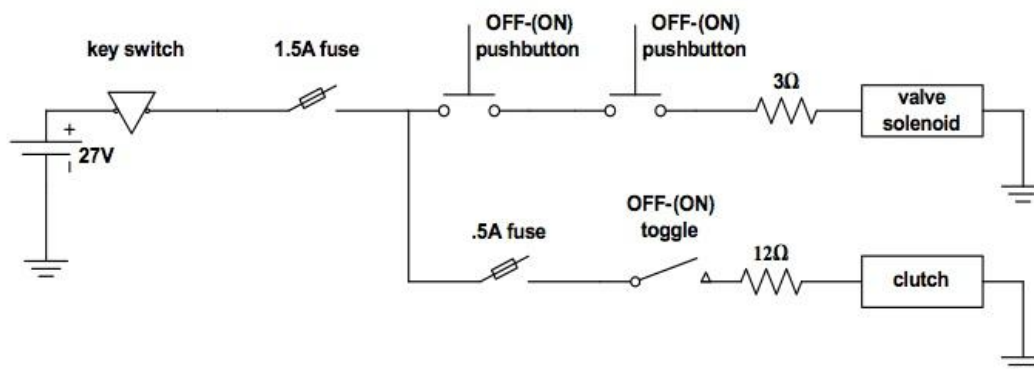 OFF-(ON)
pushbutton
OFF-(ON)
pushbutton
key switch
1.5A fuse
3Ω
valve
solenoid
+
27V
–
OFF-(ON)
toggle
.5A fuse
12Ω
clutch